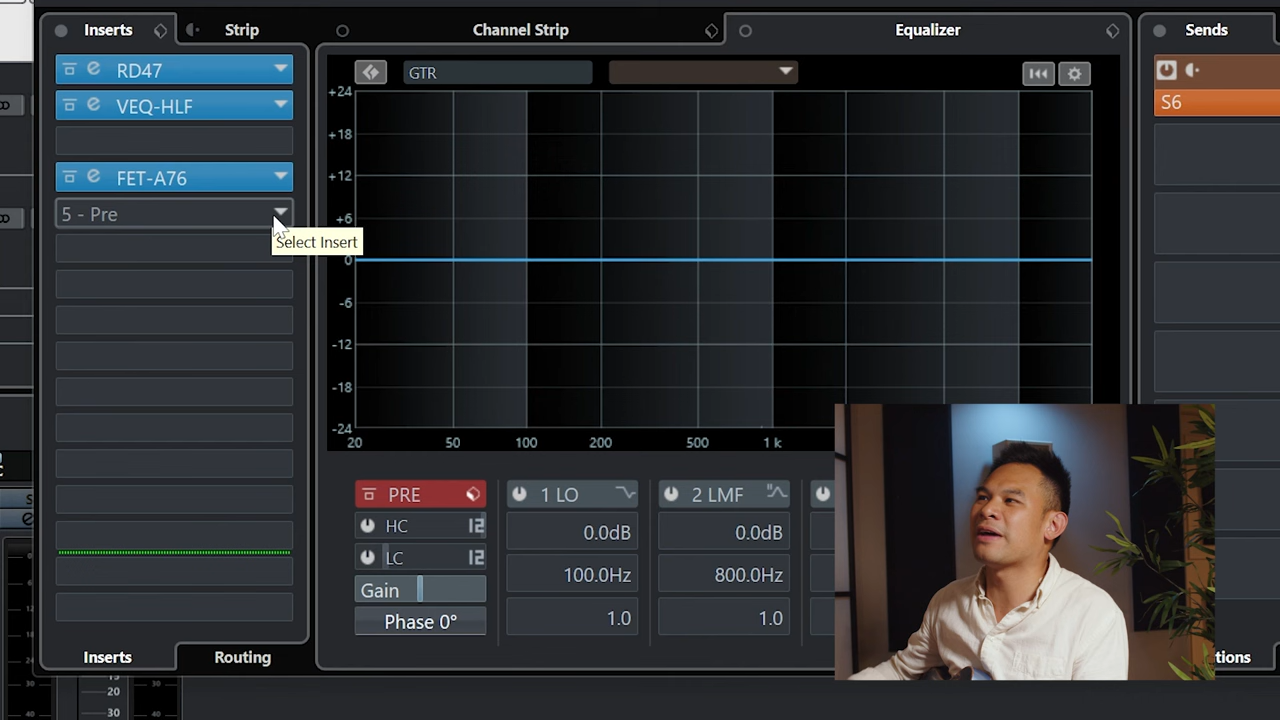 Inserts
Strip
Channel Strip
Equalizer
Sends
RD47
VEQ-HLF
FET-A76
5 - Pre
Select Insert
GTR
S6
+24
+18
+12
+6
0
-6
-12
-18
-24
20
50
100
200
500
1 k
PRE
HC
LC
Gain
Phase 0°
1 LO
0.0dB
100.0Hz
1.0
2 LMF
0.0dB
800.0Hz
1.0
Inserts
Routing
tions
20
30
30